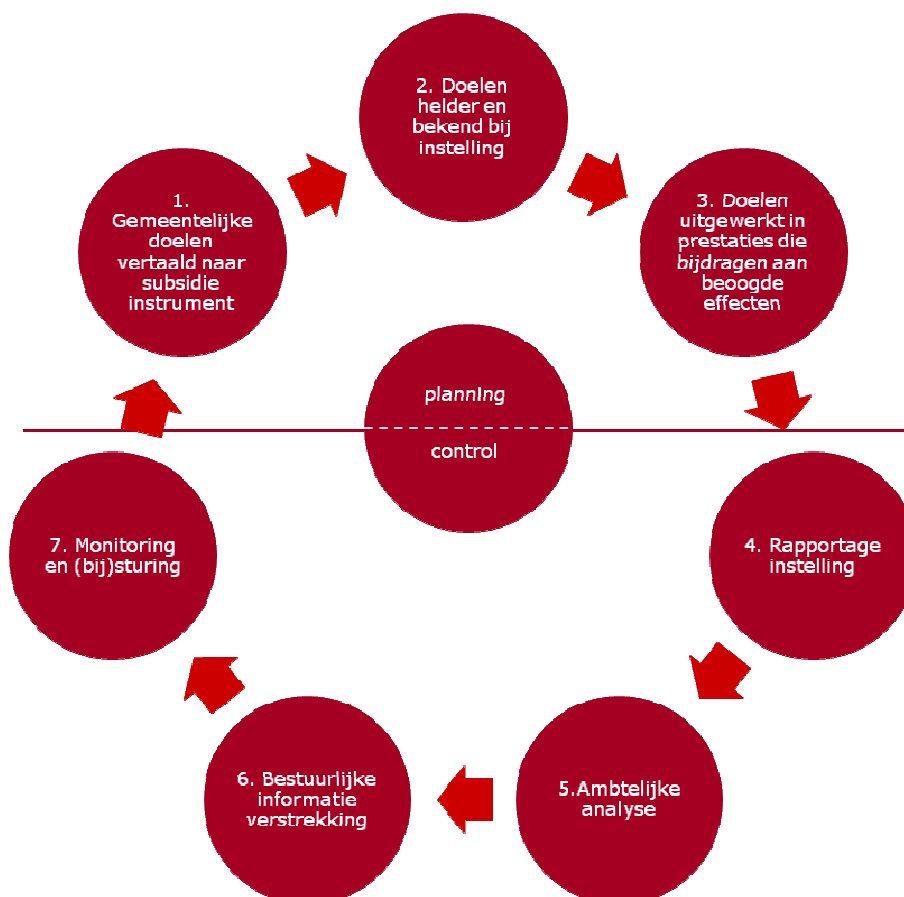 1.
Gemeentelijke
doelen
vertaald naar
subsidie
instrument
2. Doelen
helder en
bekend bij
instelling
3. Doelen
uitgewerkt in
prestaties die
bijdragen aan
beoogde
effecten
planning
control
4. Rapportage
instelling
5.Ambtelijke
analyse
6. Bestuurlijke
informatie
verstrekking
7. Monitoring
en (bij)sturing